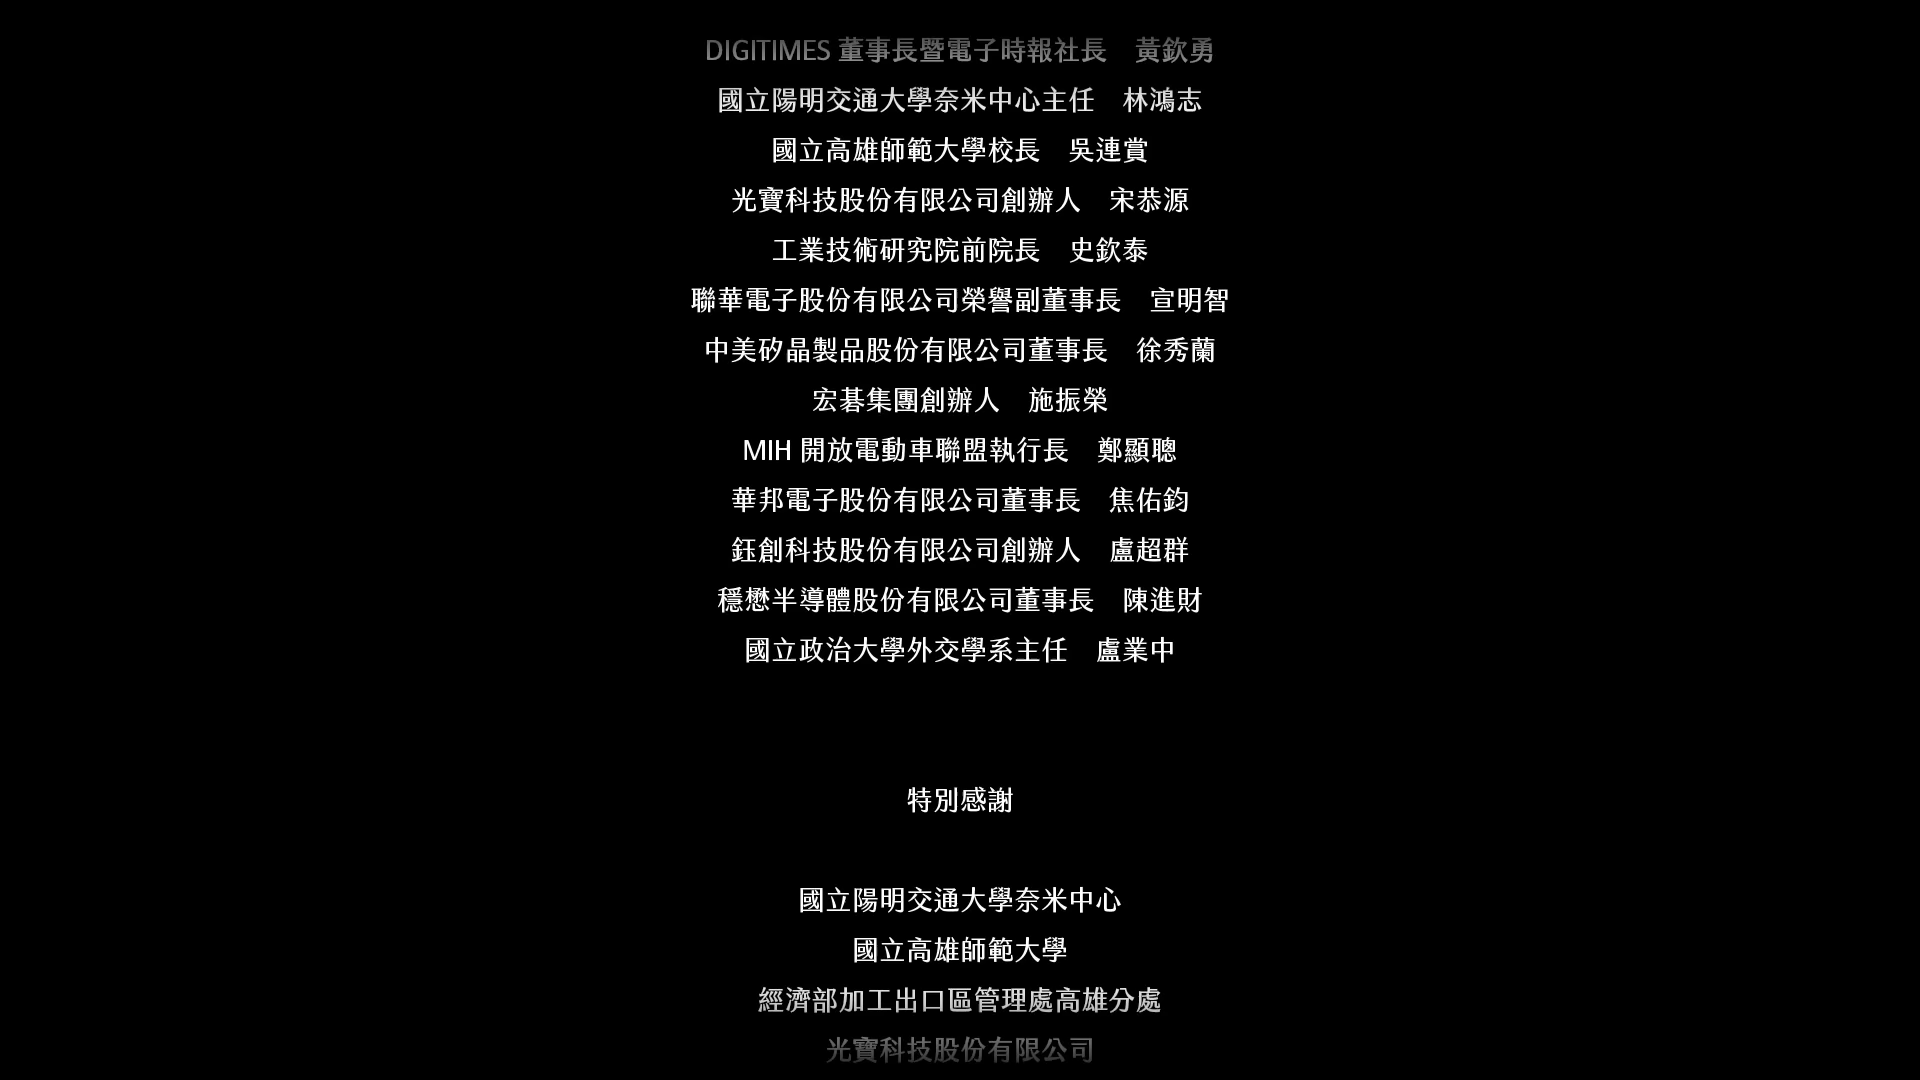 DIGITIMES 董事長暨電子時報社長　黃欽勇
國立陽明交通大學奈米中心主任　林鴻志
國立高雄師範大學校長　吳連賞
光寶科技股份有限公司創辦人　宋恭源
工業技術研究院前院長　史欽泰
聯華電子股份有限公司榮譽副董事長　宣明智
中美矽晶製品股份有限公司董事長　徐秀蘭
宏碁集團創辦人　施振榮
MIH 開放電動車聯盟執行長　鄭顯聰
華邦電子股份有限公司董事長　焦佑鈞
鈺創科技股份有限公司創辦人　盧超群
穩懋半導體股份有限公司董事長　陳進財
國立政治大學外交學系主任　盧業中
特別感謝
國立陽明交通大學奈米中心
國立高雄師範大學
經濟部加工出口區管理處高雄分處
光寶科技股份有限公司